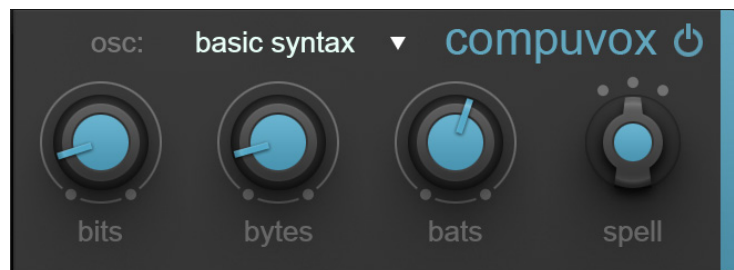 osc: basic syntax compuvox
bits bytes bats spell